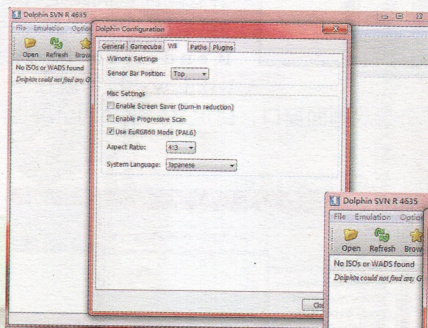 Dolphin SVN R 4635
File Emulation Option
Open Refresh Brow
No ISOs or WADS found
Dolphin could not find any G
Dolphin Configuration
General Gamecube Wii Paths Plugins
Wiimote Settings
Sensor Bar Position: Top
Misc Settings
Enable Screen Saver (burn-in reduction)
Enable Progressive Scan
Use EuRGB60 Mode (PAL6)
Aspect Ratio: 4:3
System Language: Japanese
Clo
Dolphin SVN R 4635
File Emulation Option
Open Refresh Brow
No ISOs or WADS found
Dolphin could not find any G